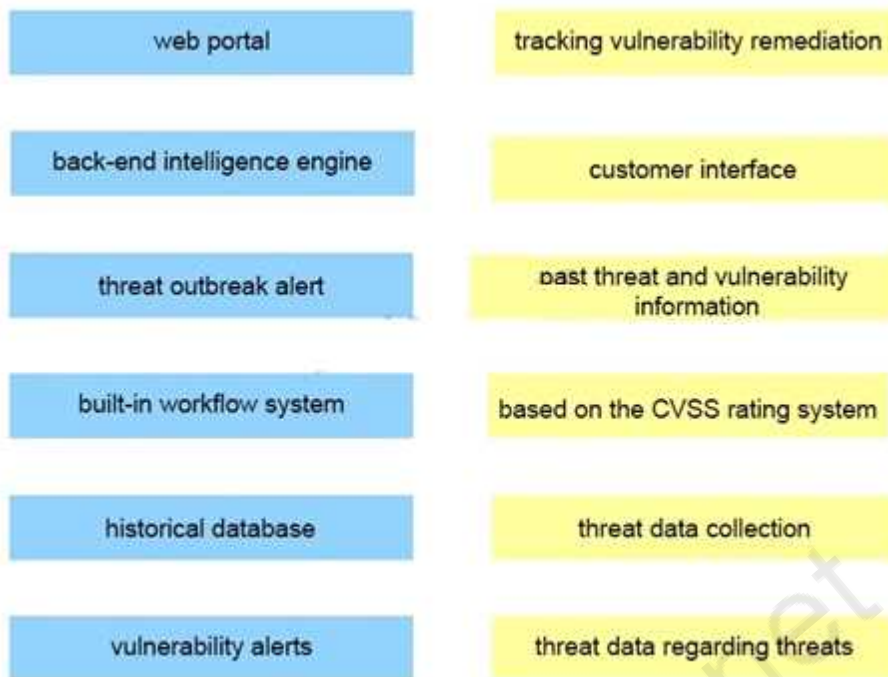 web portal
tracking vulnerability remediation
back-end intelligence engine
customer interface
threat outbreak alert
past threat and vulnerability
information
built-in workflow system
based on the CVSS rating system
historical database
threat data collection
vulnerability alerts
threat data regarding threats
net